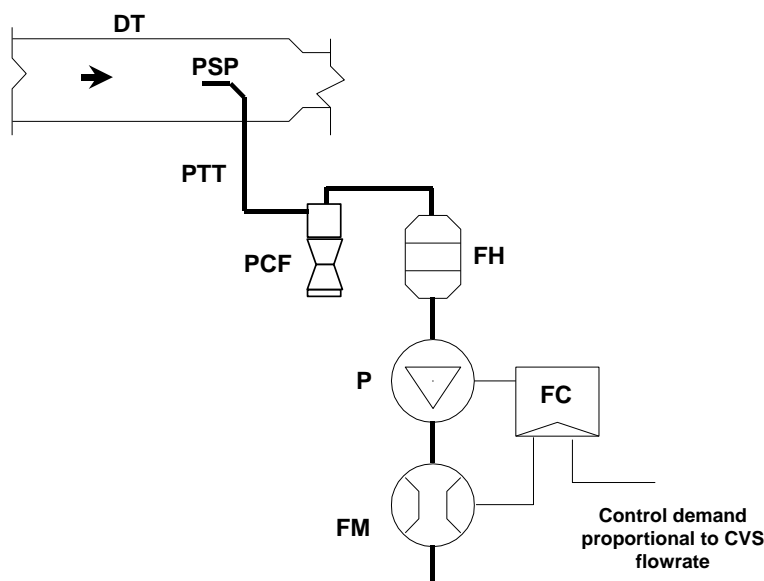 DT
PSP
PTT
PCF
FH
P
FC
FM
Control demand
proportional to CVS
flowrate